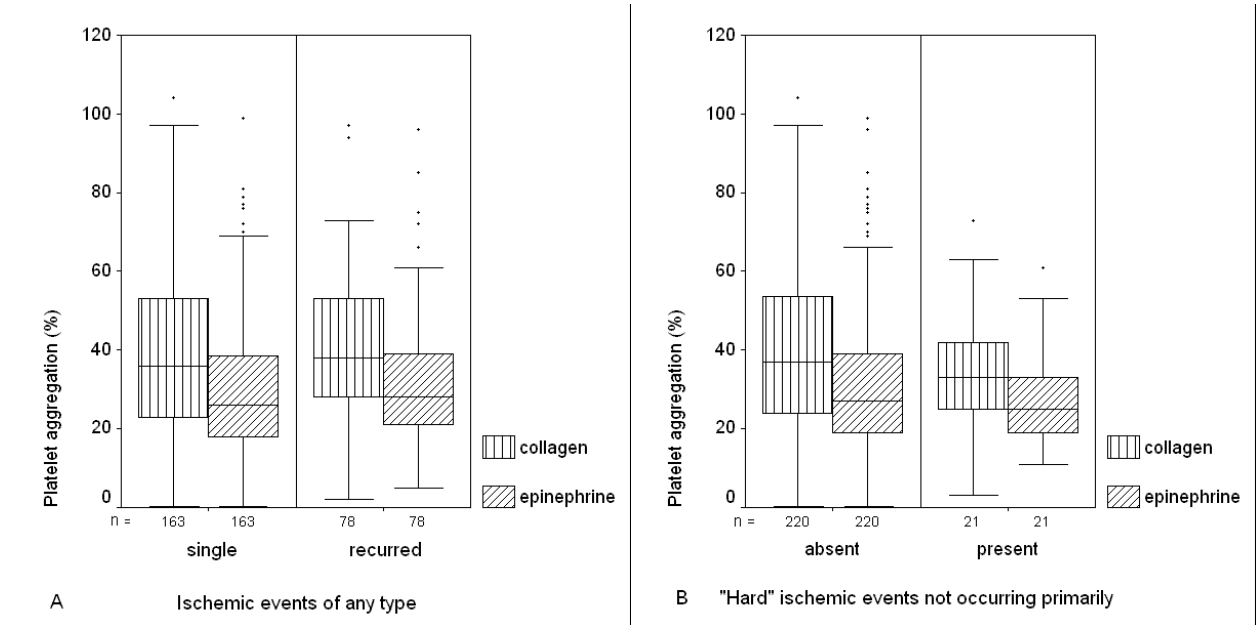 120
100
80
60
40
20
0
Platelet aggregation (%)
n = 163 163 78 78
single recurred
collagen
epinephrine
A Ischemic events of any type
120
100
80
60
40
20
0
Platelet aggregation (%)
n = 220 220 21 21
absent present
collagen
epinephrine
B "Hard" ischemic events not occurring primarily